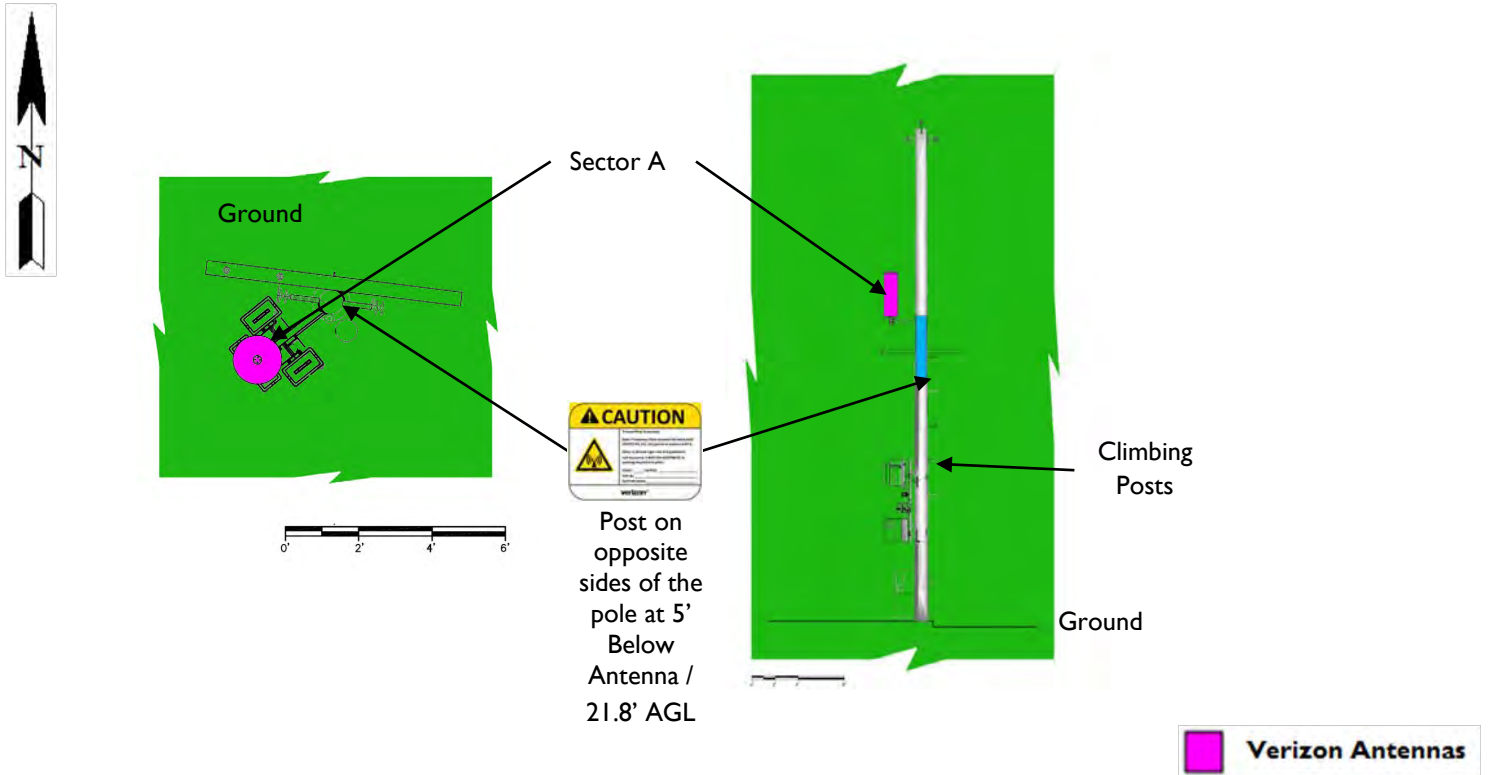 N
Sector A
Ground
CAUTION
verizon
Post on
opposite
sides of the
pole at 5'
Below
Antenna /
21.8' AGL
0' 2' 4' 6'
Climbing
Posts
Ground
Verizon Antennas